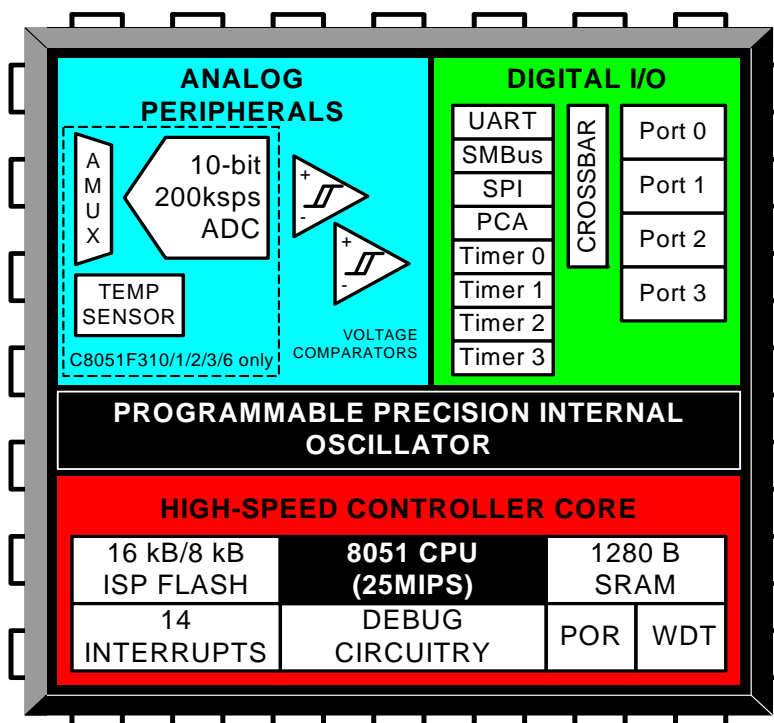 ANALOG
PERIPHERALS
A
M
U
X
10-bit
200ksps
ADC
+
-
+
-
TEMP
SENSOR
VOLTAGE
COMPARATORS
C8051F310/1/2/3/6 only
DIGITAL I/O
UART
SMBus
SPI
PCA
Timer 0
Timer 1
Timer 2
Timer 3
CROSSBAR
Port 0
Port 1
Port 2
Port 3
PROGRAMMABLE PRECISION INTERNAL
OSCILLATOR
HIGH-SPEED CONTROLLER CORE
16 kB/8 kB
ISP FLASH
8051 CPU
(25MIPS)
1280 B
SRAM
14
INTERRUPTS
DEBUG
CIRCUITRY
POR
WDT